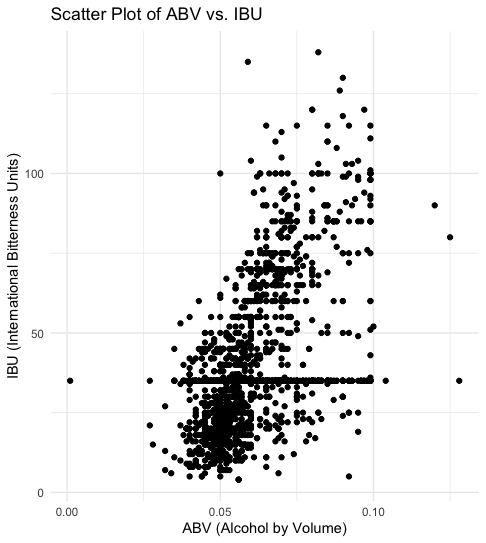 Scatter Plot of ABV vs. IBU
IBU (International Bitterness Units)
100
50
0
0.00
0.05
0.10
ABV (Alcohol by Volume)